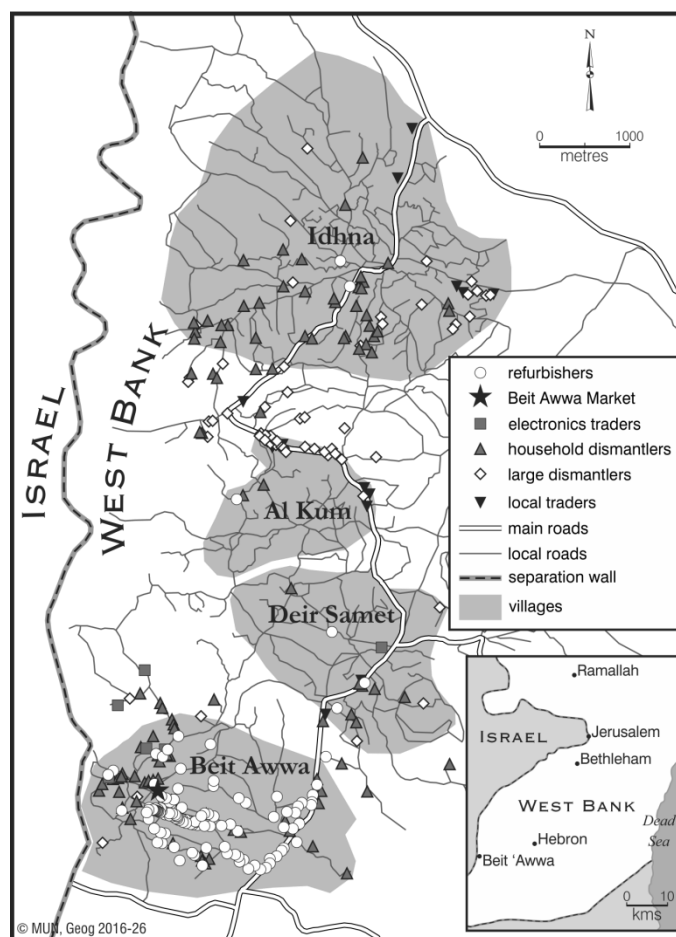 N
0 1000
metres
Idhna
ISRAEL
WEST BANK
refurbishers
Beit Awwa Market
electronics traders
household dismantlers
large dismantlers
local traders
main roads
local roads
separation wall
villages
Al Kum
Deir Samet
Beit Awwa
Ramallah
ISRAEL
Jerusalem
Bethleham
WEST BANK
Dead
Sea
Hebron
Beit 'Awwa
0 10
kms
© MUN, Geog 2016-26